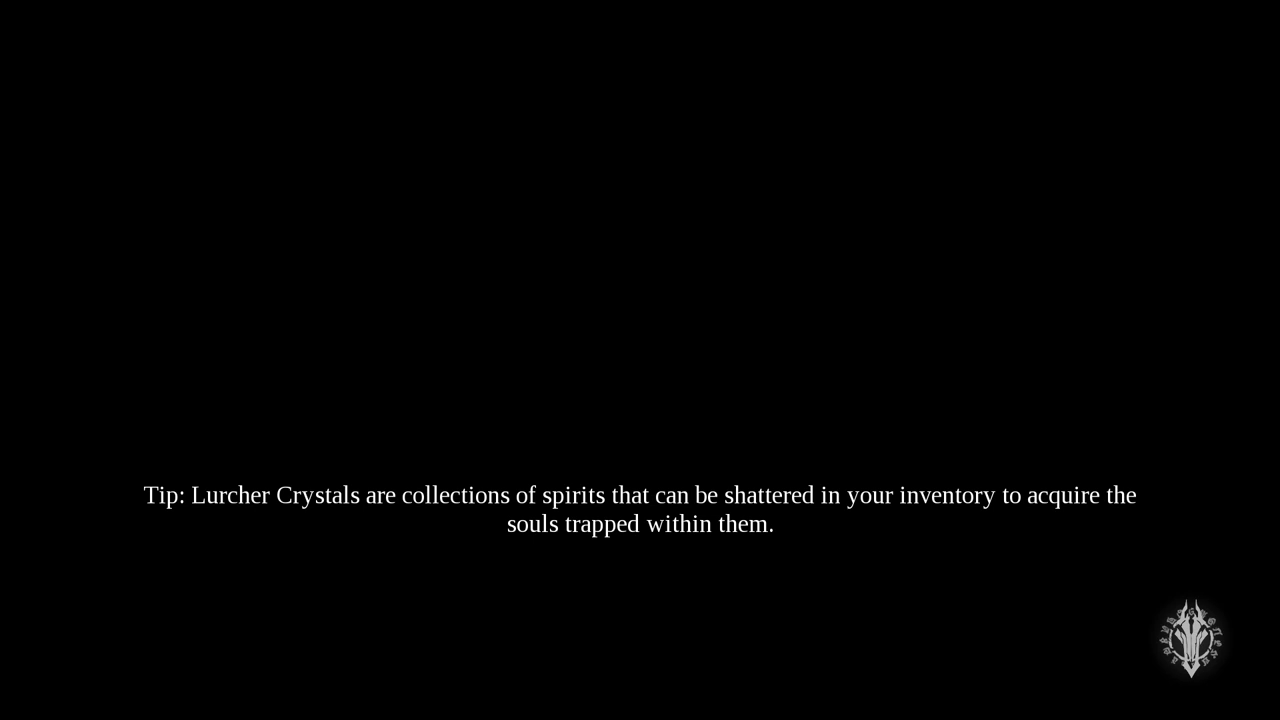 Tip: Lurcher Crystals are collections of spirits that can be shattered in your inventory to acquire the
souls trapped within them.